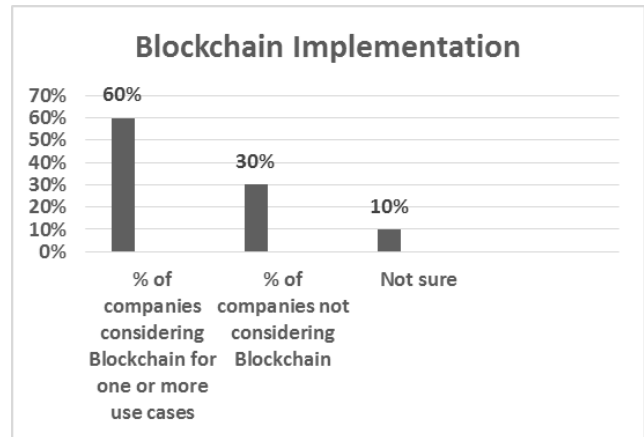 Blockchain Implementation
70%
60%
50%
40%
30%
20%
10%
0%
60%
30%
10%
% of
companies
considering
Blockchain for
one or more
use cases
% of
companies not
considering
Blockchain
Not sure